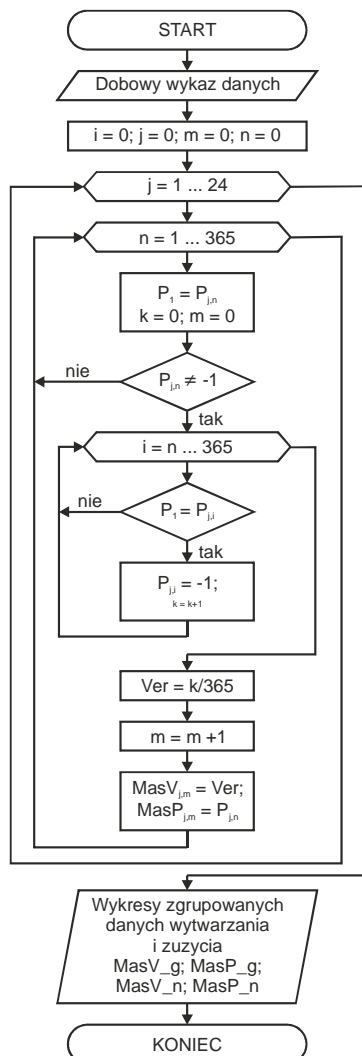 START
Dobowy wykaz danych
i = 0; j = 0; m = 0; n = 0
j = 1 ... 24
n = 1 ... 365
P₁ = Pⱼ,ₙ
k = 0; m = 0
nie
Pⱼ,ₙ ≠ -1
tak
i = n ... 365
nie
P₁ = Pⱼ,ᵢ
tak
Pⱼ,ᵢ = -1;
k = k+1
Ver = k/365
m = m +1
MasVⱼ,ₘ = Ver;
MasPⱼ,ₘ = Pⱼ,ₙ
Wykresy zgrupowanych
danych wytwarzania
i zuzycia
MasV_g; MasP_g;
MasV_n; MasP_n
KONIEC